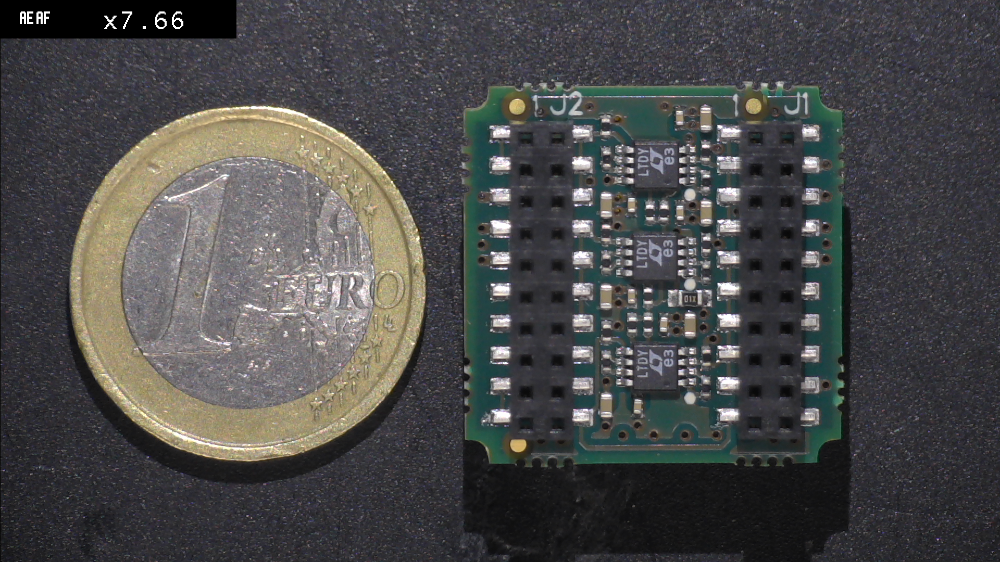 AE AF x7.66
1 J2 1 J1
LTDY
e3
1
EURO
LTDY
e3
01X
LTDY
e3